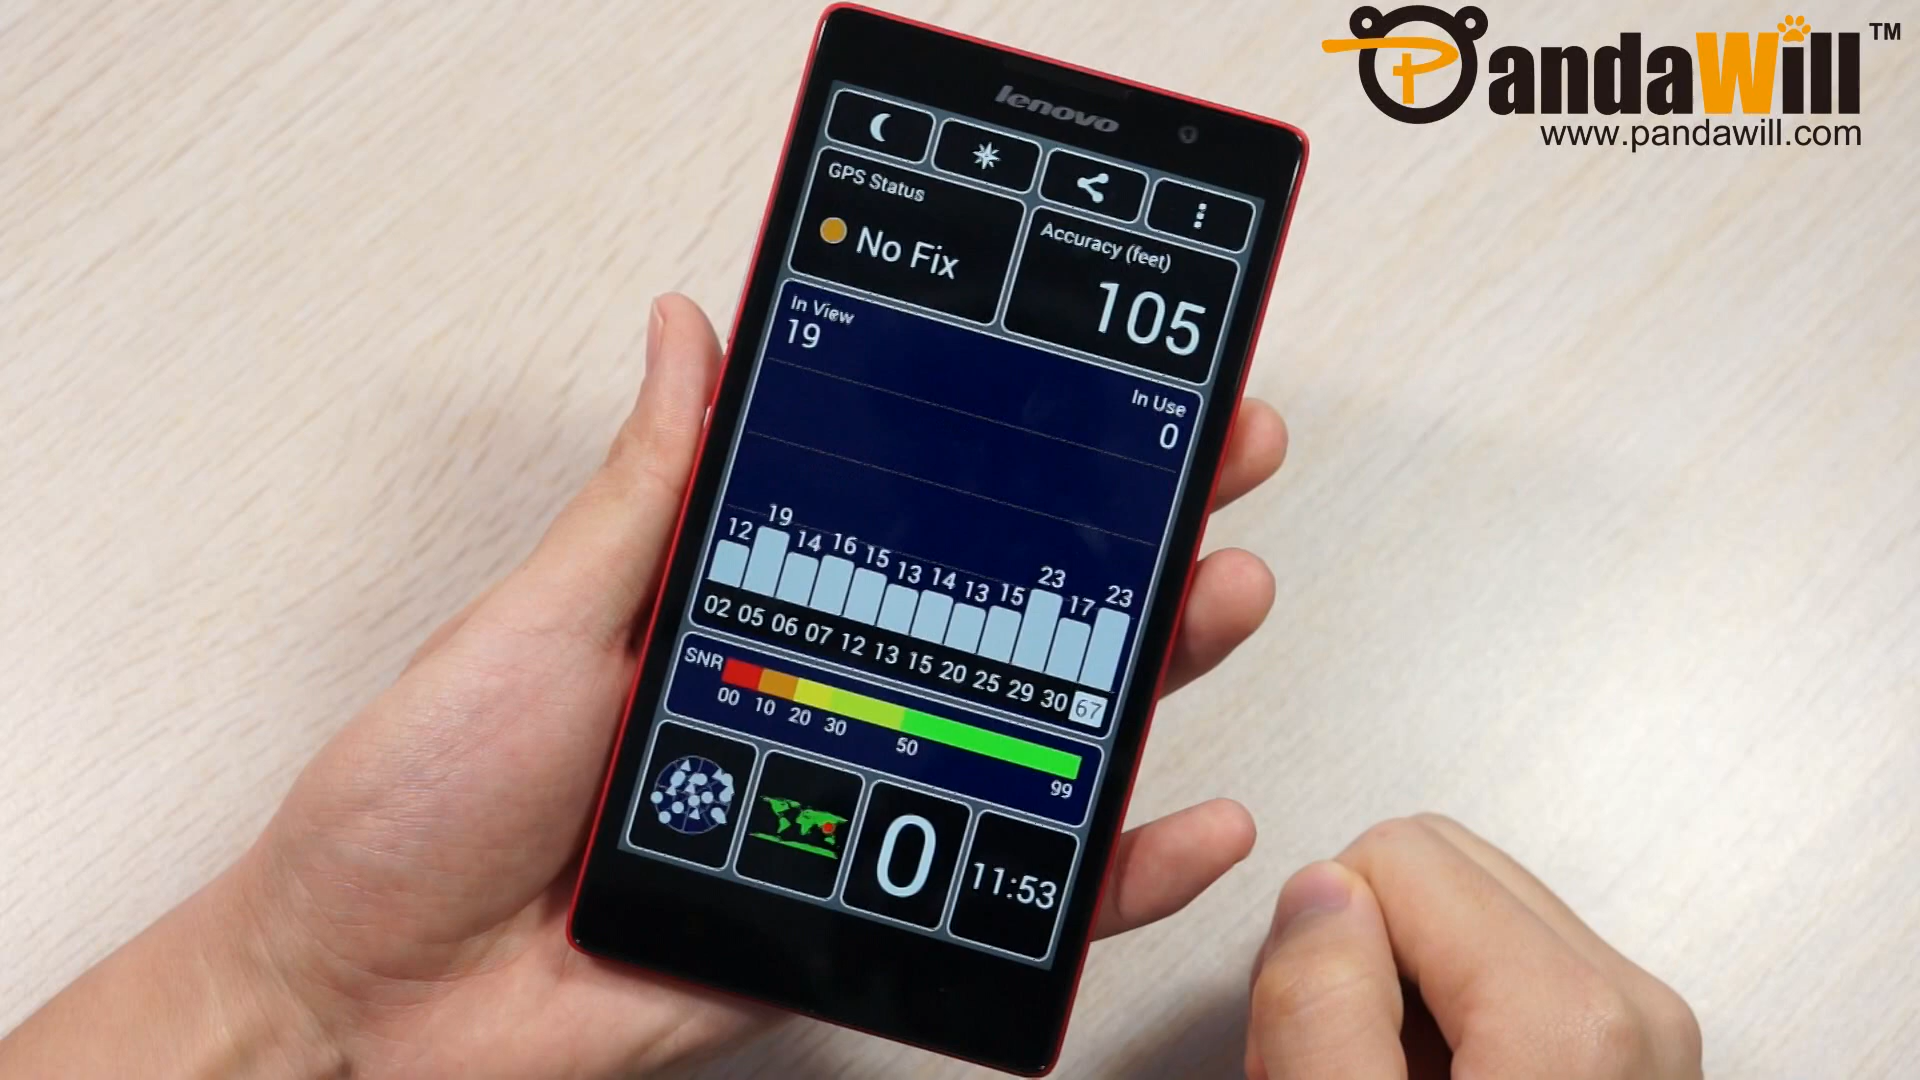 PandaWill™
www.pandawill.com
lenovo
GPS Status
No Fix
Accuracy (feet)
105
In View
19
In Use
0
12 19 14 16 15 13 14 13 15 23 17 23
02 05 06 07 12 13 15 20 25 29 30 67
SNR
00 10 20 30 50 99
0
11:53